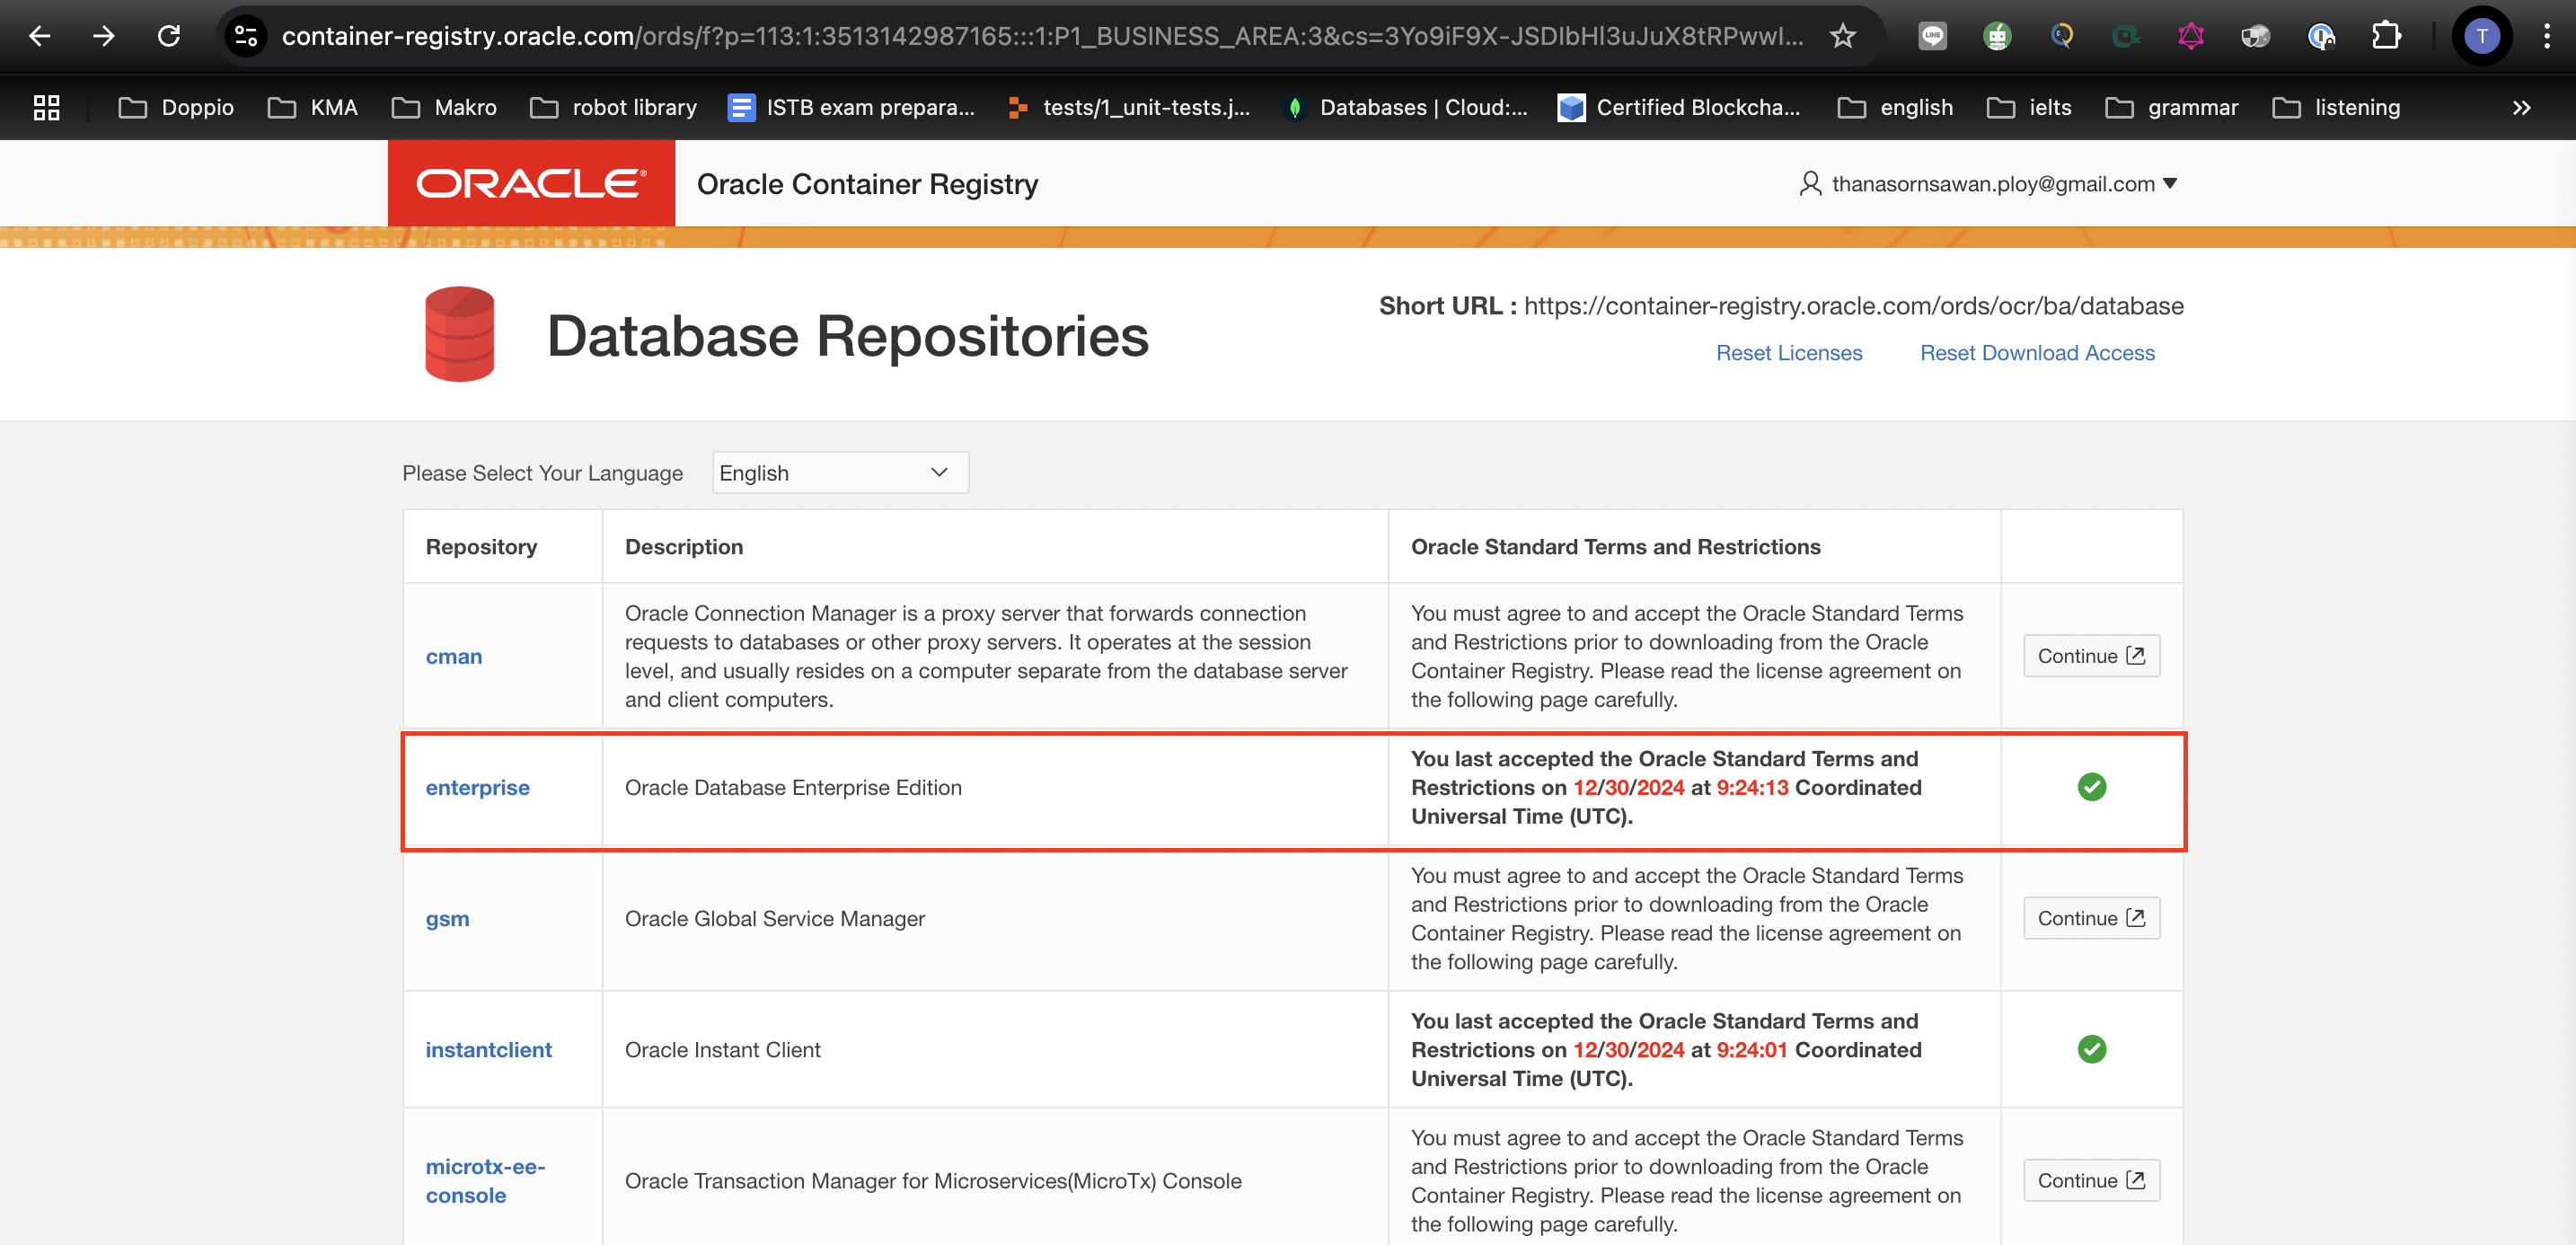 container-registry.oracle.com/ords/f?p=113:1:3513142987165:::1:P1_BUSINESS_AREA:3&cs=3Yo9iF9X-JSDIbHl3uJuX8tRPwwI...
LINE
T
Doppio KMA Makro robot library ISTB exam prepara... tests/1_unit-tests.j... Databases | Cloud:... Certified Blockcha... english ielts grammar listening »
ORACLE® Oracle Container Registry thanasornsawan.ploy@gmail.com
Database Repositories
Short URL : https://container-registry.oracle.com/ords/ocr/ba/database
Reset Licenses Reset Download Access
Please Select Your Language English
Repository Description Oracle Standard Terms and Restrictions
cman
Oracle Connection Manager is a proxy server that forwards connection
requests to databases or other proxy servers. It operates at the session
level, and usually resides on a computer separate from the database server
and client computers.
You must agree to and accept the Oracle Standard Terms
and Restrictions prior to downloading from the Oracle
Container Registry. Please read the license agreement on
the following page carefully.
Continue
enterprise
Oracle Database Enterprise Edition
You last accepted the Oracle Standard Terms and
Restrictions on 12/30/2024 at 9:24:13 Coordinated
Universal Time (UTC).
gsm
Oracle Global Service Manager
You must agree to and accept the Oracle Standard Terms
and Restrictions prior to downloading from the Oracle
Container Registry. Please read the license agreement on
the following page carefully.
Continue
instantclient
Oracle Instant Client
You last accepted the Oracle Standard Terms and
Restrictions on 12/30/2024 at 9:24:01 Coordinated
Universal Time (UTC).
microtx-ee-
console
Oracle Transaction Manager for Microservices(MicroTx) Console
You must agree to and accept the Oracle Standard Terms
and Restrictions prior to downloading from the Oracle
Container Registry. Please read the license agreement on
the following page carefully.
Continue